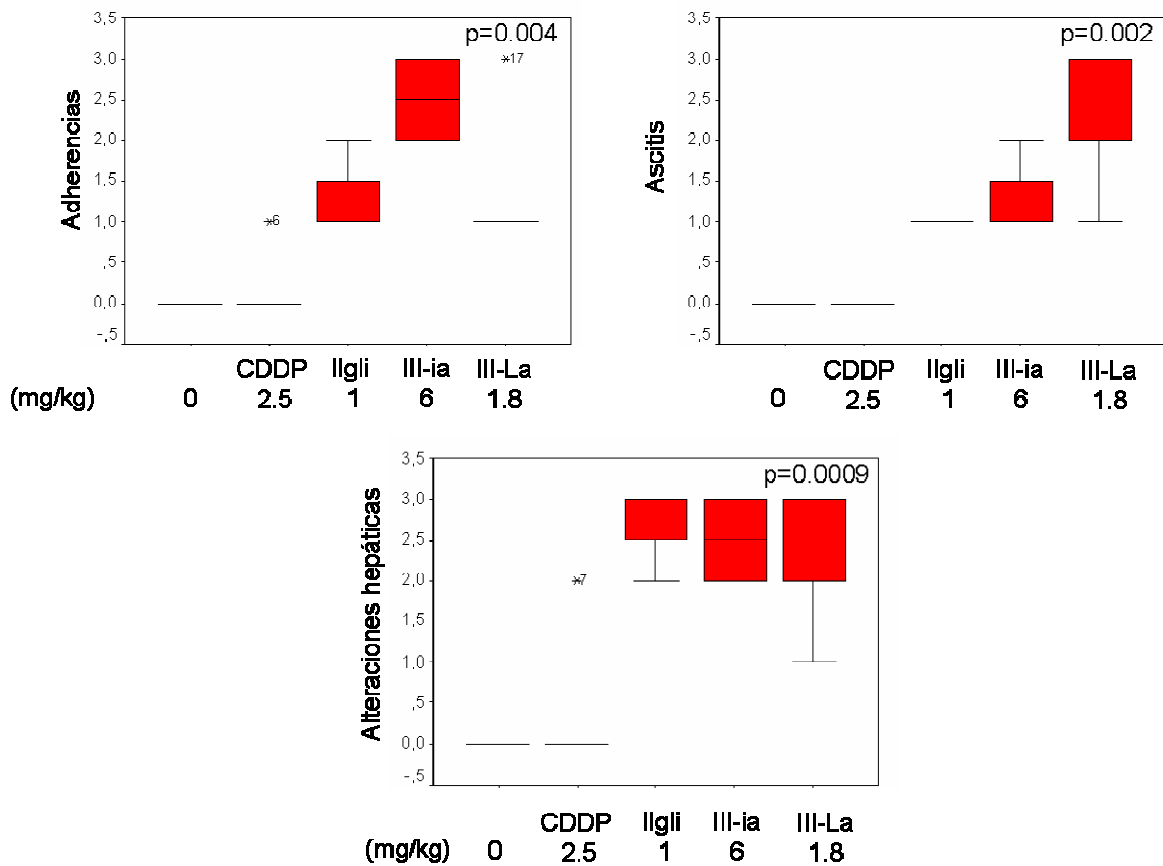 3,5
3,0
2,5
2,0
1,5
1,0
,5
0,0
-,5
Adherencias
p=0.004
6
17
CDDP IIgli III-ia III-La
(mg/kg) 0 2.5 1 6 1.8
3,5
3,0
2,5
2,0
1,5
1,0
,5
0,0
-,5
Ascitis
p=0.002
CDDP IIgli III-ia III-La
0 2.5 1 6 1.8
3,5
3,0
2,5
2,0
1,5
1,0
,5
0,0
-,5
Alteraciones hepáticas
p=0.0009
7
CDDP IIgli III-ia III-La
(mg/kg) 0 2.5 1 6 1.8